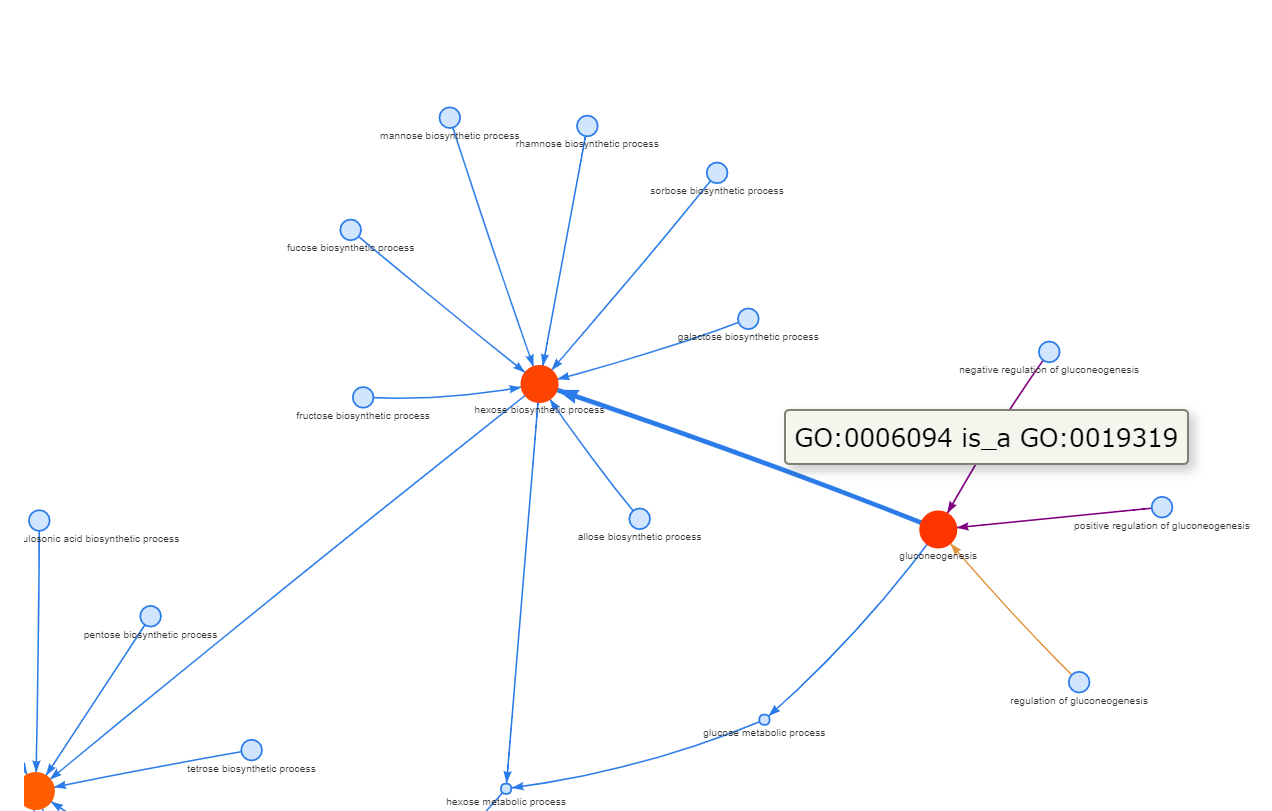 mannose biosynthetic process
rhamnose biosynthetic process
sorbose biosynthetic process
fucose biosynthetic process
galactose biosynthetic process
negative regulation of gluconeogenesis
hexose biosynthetic process
fructose biosynthetic process
GO:0006094 is_a GO:0019319
positive regulation of gluconeogenesis
allose biosynthetic process
ulosonic acid biosynthetic process
gluconeogenesis
pentose biosynthetic process
regulation of gluconeogenesis
glucose metabolic process
tetrose biosynthetic process
hexose metabolic process